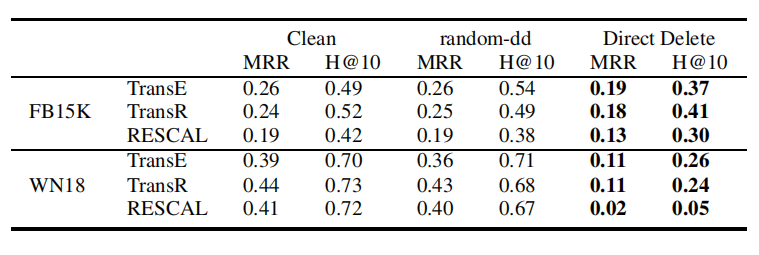 Clean random-dd Direct Delete
MRR H@10 MRR H@10 MRR H@10
TransE 0.26 0.49 0.26 0.54 0.19 0.37
FB15K TransR 0.24 0.52 0.25 0.49 0.18 0.41
RESCAL 0.19 0.42 0.19 0.38 0.13 0.30
TransE 0.39 0.70 0.36 0.71 0.11 0.26
WN18 TransR 0.44 0.73 0.43 0.68 0.11 0.24
RESCAL 0.41 0.72 0.40 0.67 0.02 0.05